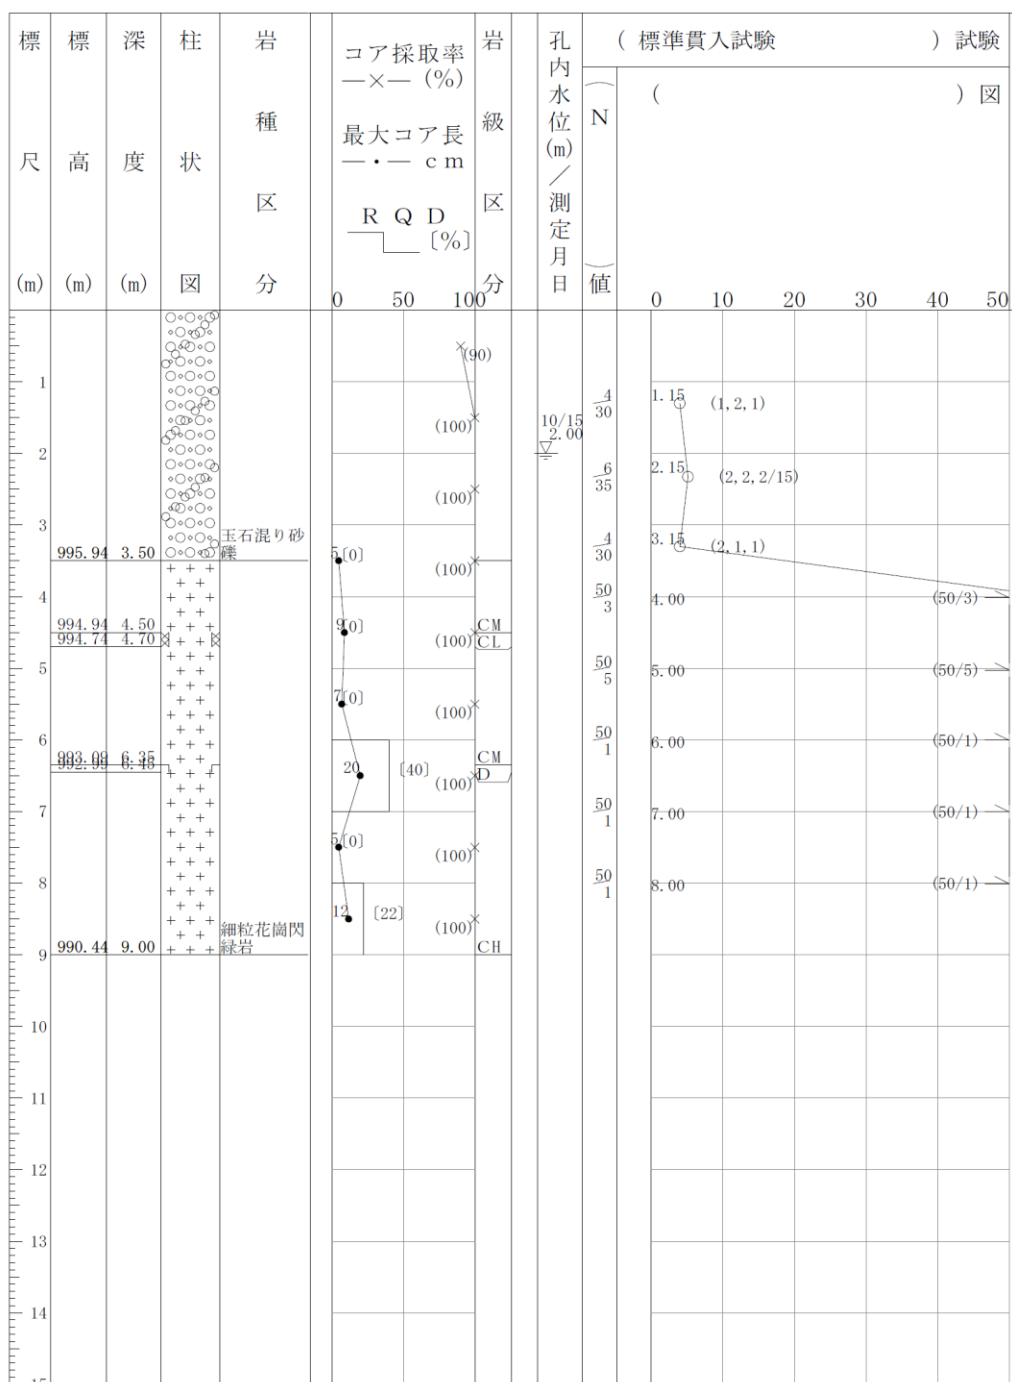 標尺(m)
標高(m)
深度(m)
柱状図
岩種区分
コア採取率
―×― (%)
最大コア長
―・― cm
RQD
〔%〕
0 50 100
岩級区分
孔内水位(m)／測定月日
( 標準貫入試験 ) 試験
( ) 図
(N)値
0 10 20 30 40 50
(90)
1
4
30
1.15
(1,2,1)
(100)
10/15
2.00
2
6
35
2.15
(2,2,2/15)
(100)
3
玉石混り砂
礫
4
30
3.15
(2,1,1)
995.94 3.50
5〔0〕
(100)
4
50
3
4.00
(50/3)
994.94 4.50
9〔0〕
CM
994.74 4.70
(100)
CL
5
50
5
5.00
(50/5)
7〔0〕
(100)
6
50
1
6.00
(50/1)
993.09 6.35
CM
992.99 6.45
20
〔40〕
D
(100)
7
50
1
7.00
(50/1)
5〔0〕
(100)
8
50
1
8.00
(50/1)
12
〔22〕
(100)
細粒花崗閃
緑岩
990.44 9.00
CH
9
10
11
12
13
14
15